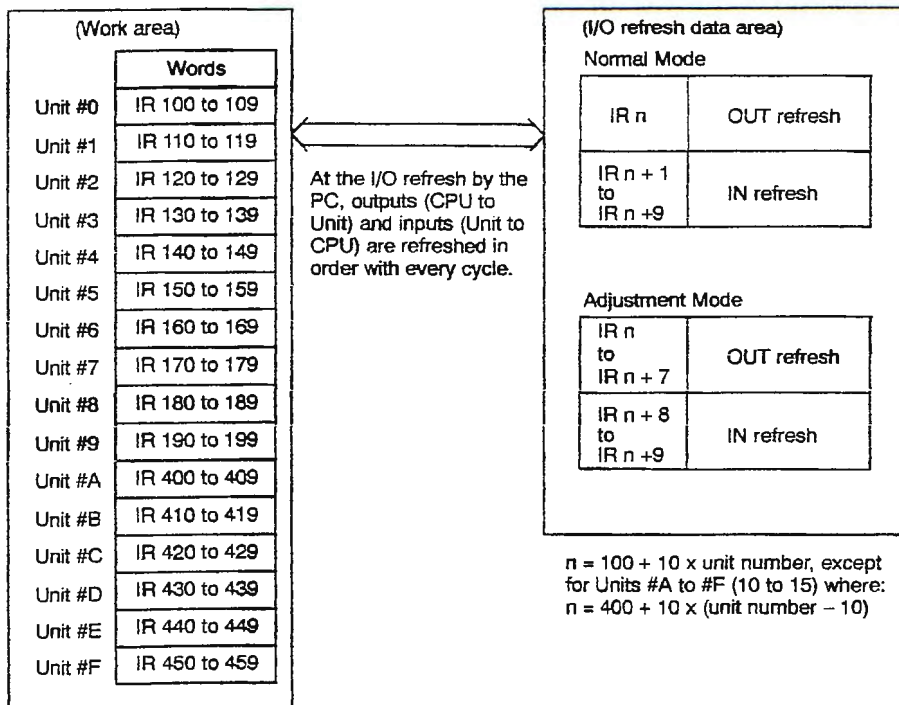 (Work area)
Words
Unit #0 IR 100 to 109
Unit #1 IR 110 to 119
Unit #2 IR 120 to 129
Unit #3 IR 130 to 139
Unit #4 IR 140 to 149
Unit #5 IR 150 to 159
Unit #6 IR 160 to 169
Unit #7 IR 170 to 179
Unit #8 IR 180 to 189
Unit #9 IR 190 to 199
Unit #A IR 400 to 409
Unit #B IR 410 to 419
Unit #C IR 420 to 429
Unit #D IR 430 to 439
Unit #E IR 440 to 449
Unit #F IR 450 to 459
At the I/O refresh by the
PC, outputs (CPU to
Unit) and inputs (Unit to
CPU) are refreshed in
order with every cycle.
(I/O refresh data area)
Normal Mode
IR n OUT refresh
IR n + 1
to
IR n +9
IN refresh
Adjustment Mode
IR n
to
IR n + 7
OUT refresh
IR n + 8
to
IR n +9
IN refresh
n = 100 + 10 x unit number, except
for Units #A to #F (10 to 15) where:
n = 400 + 10 x (unit number – 10)